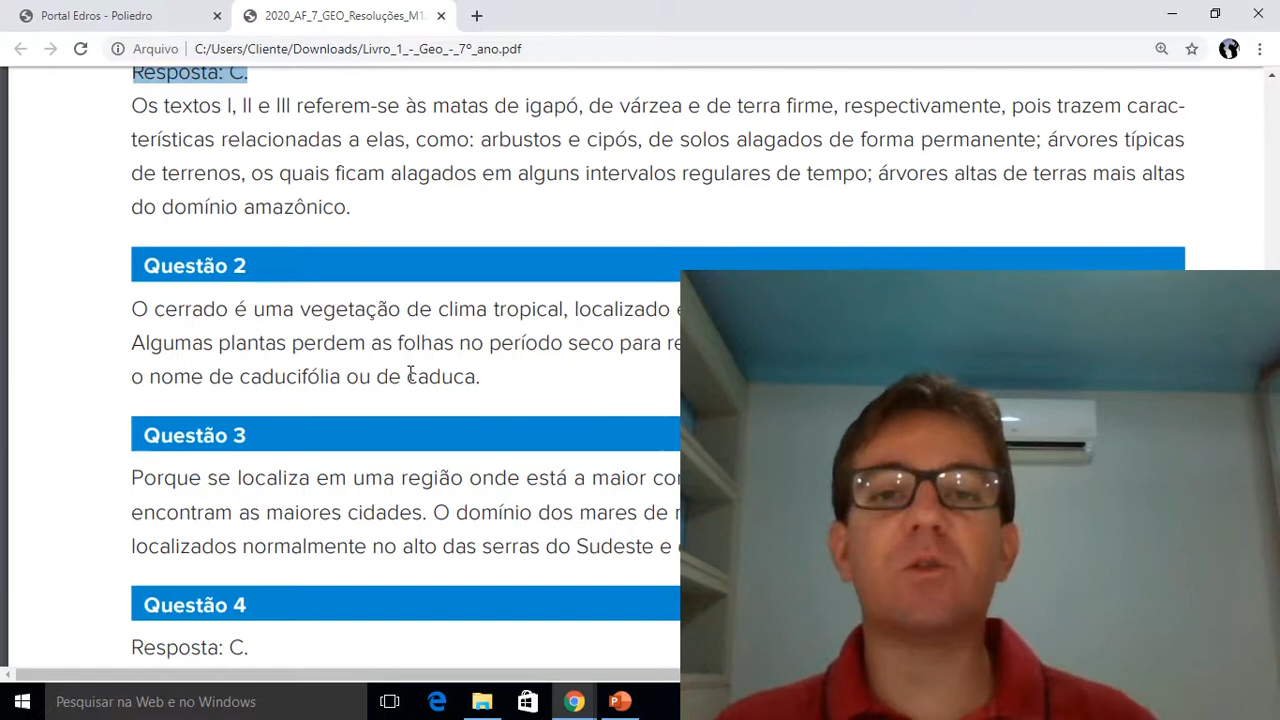 Portal Edros - Poliedro
2020_AF_7_GEO_Resoluções_M1
Arquivo C:/Users/Cliente/Downloads/Livro_1_-_Geo_-_7º_ano.pdf
Resposta: C.
Os textos I, II e III referem-se às matas de igapó, de várzea e de terra firme, respectivamente, pois trazem carac-
terísticas relacionadas a elas, como: arbustos e cipós, de solos alagados de forma permanente; árvores típicas
de terrenos, os quais ficam alagados em alguns intervalos regulares de tempo; árvores altas de terras mais altas
do domínio amazônico.
Questão 2
O cerrado é uma vegetação de clima tropical, localizado
Algumas plantas perdem as folhas no período seco para
o nome de caducifólia ou de caduca.
Questão 3
Porque se localiza em uma região onde está a maior
encontram as maiores cidades. O domínio dos mares de
localizados normalmente no alto das serras do Sudeste e
Questão 4
Resposta: C.
Pesquisar na Web e no Windows